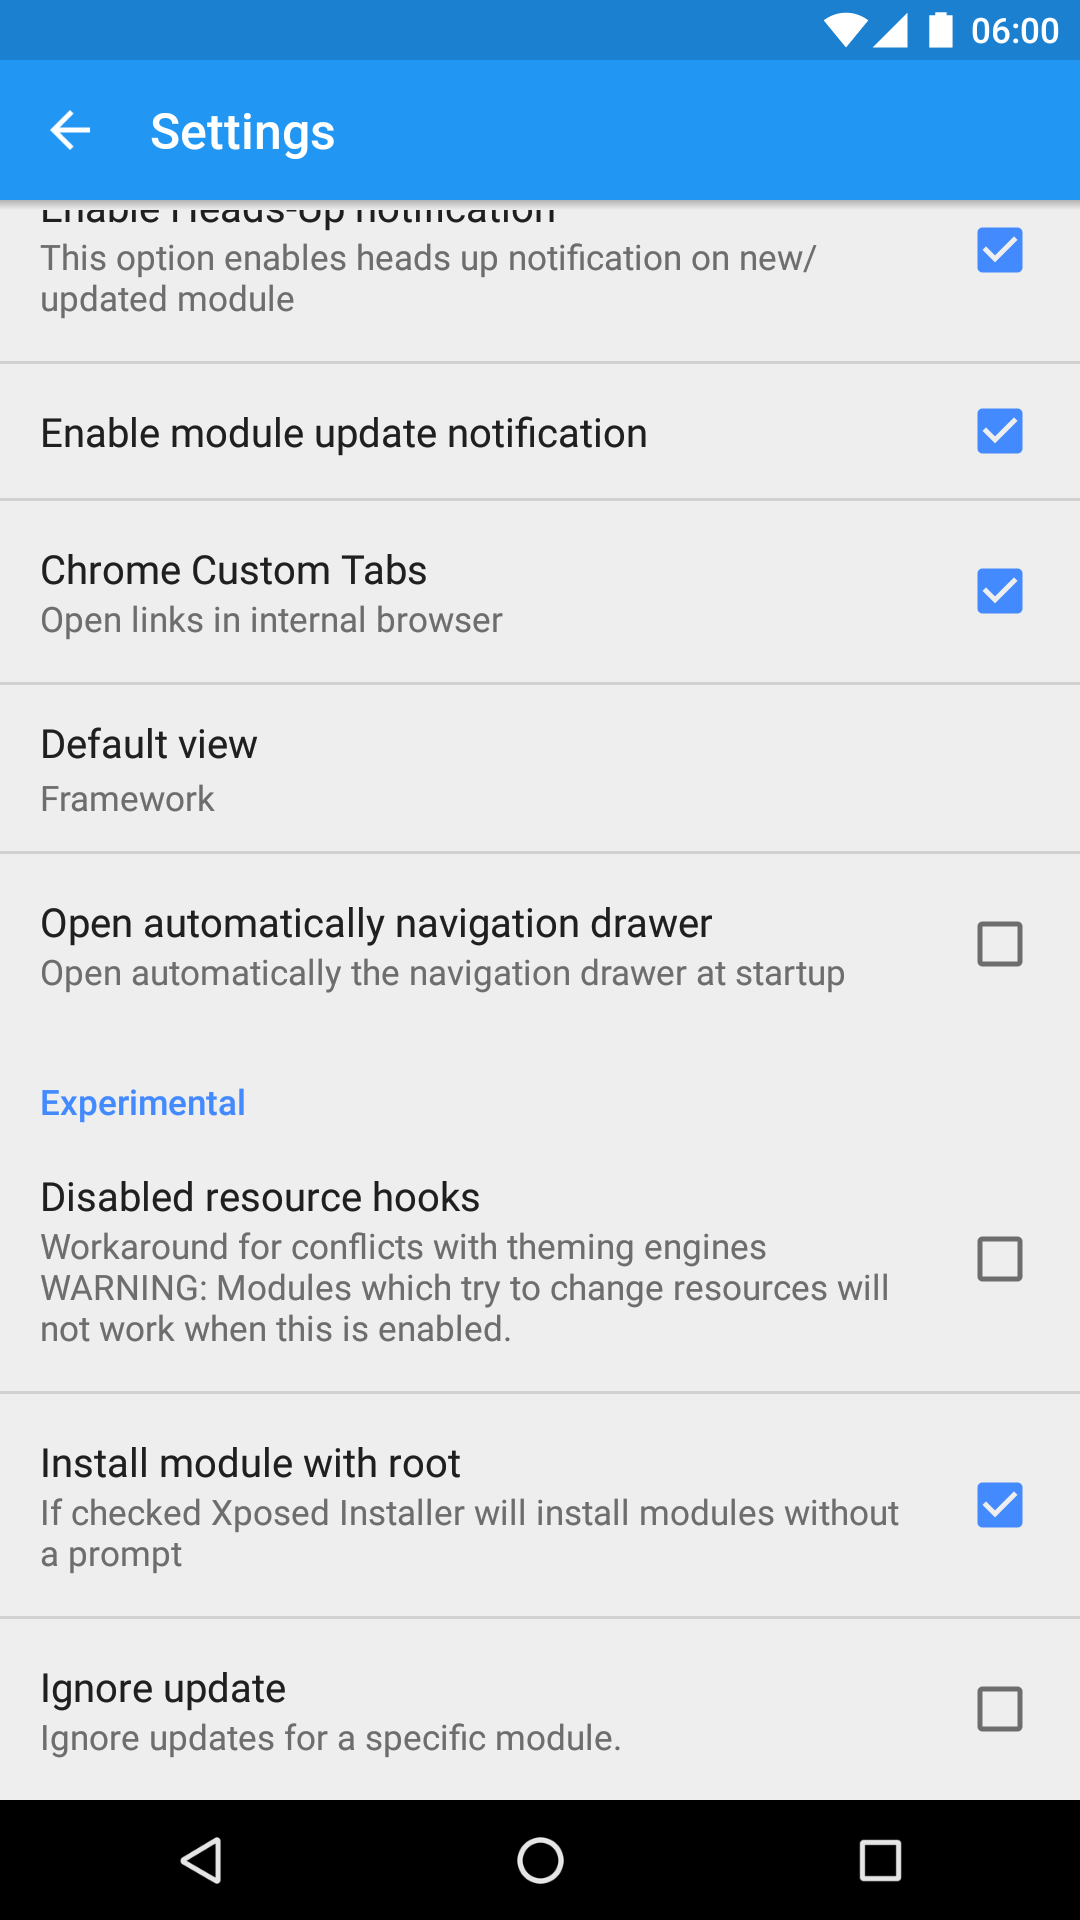 06:00
Settings
Enable Heads-Up notification
This option enables heads up notification on new/
updated module
Enable module update notification
Chrome Custom Tabs
Open links in internal browser
Default view
Framework
Open automatically navigation drawer
Open automatically the navigation drawer at startup
Experimental
Disabled resource hooks
Workaround for conflicts with theming engines
WARNING: Modules which try to change resources will
not work when this is enabled.
Install module with root
If checked Xposed Installer will install modules without
a prompt
Ignore update
Ignore updates for a specific module.